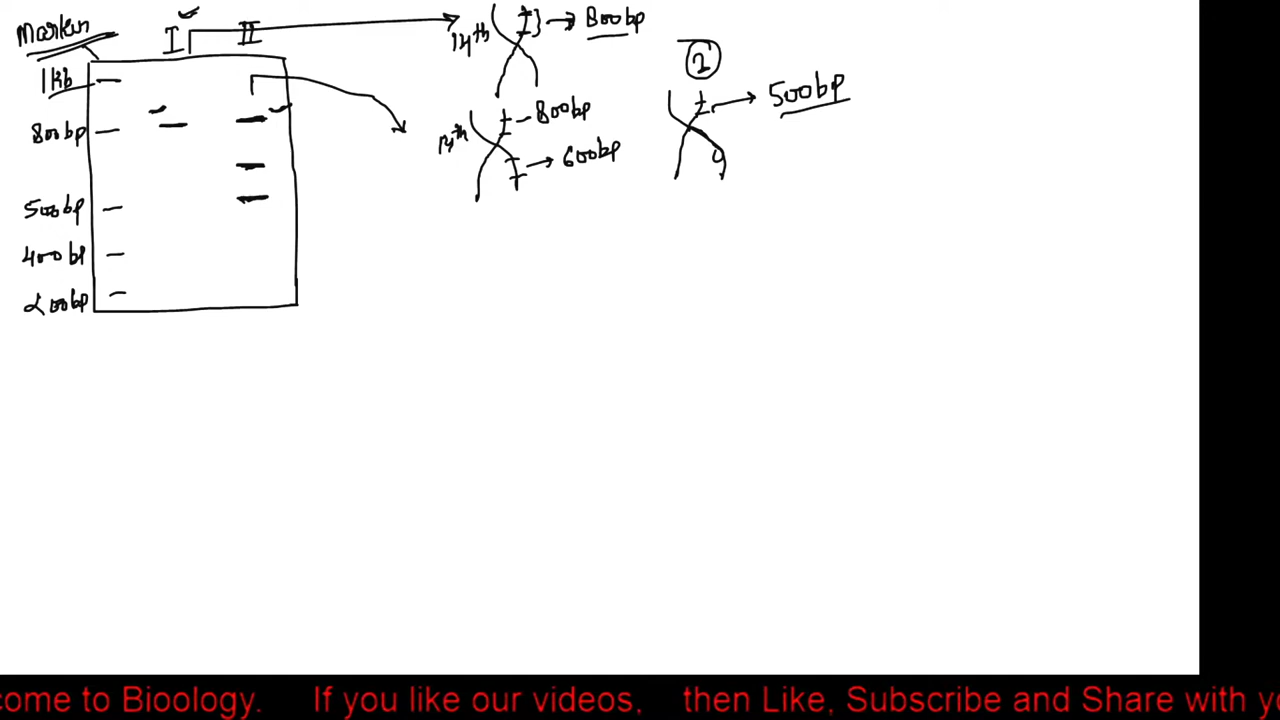 Marker
I II
1kb
800bp
500bp
400bp
200bp
14th → 800bp
14th 800bp
→ 600bp
2
→ 500bp
come to Bioology. If you like our videos, then Like, Subscribe and Share with yo